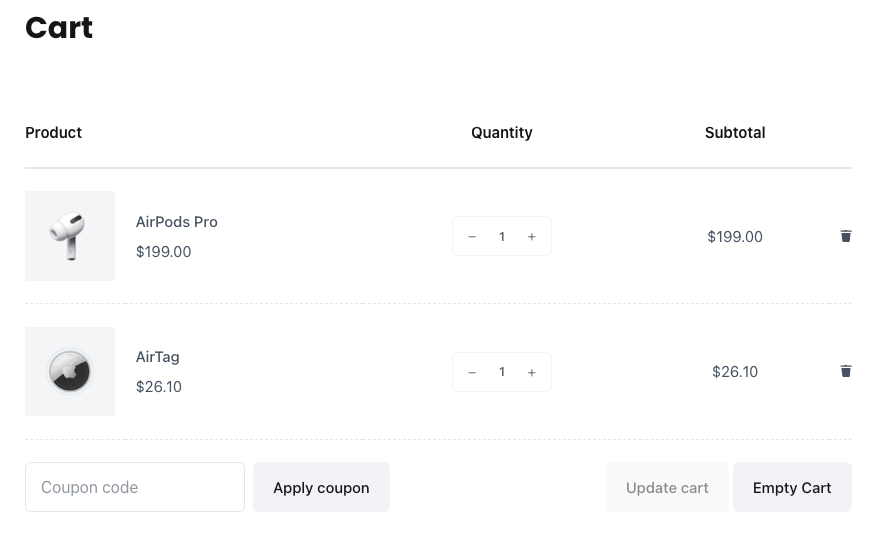 Cart
Product Quantity Subtotal
AirPods Pro
$199.00
− 1 + $199.00
AirTag
$26.10
− 1 + $26.10
Coupon code Apply coupon Update cart Empty Cart